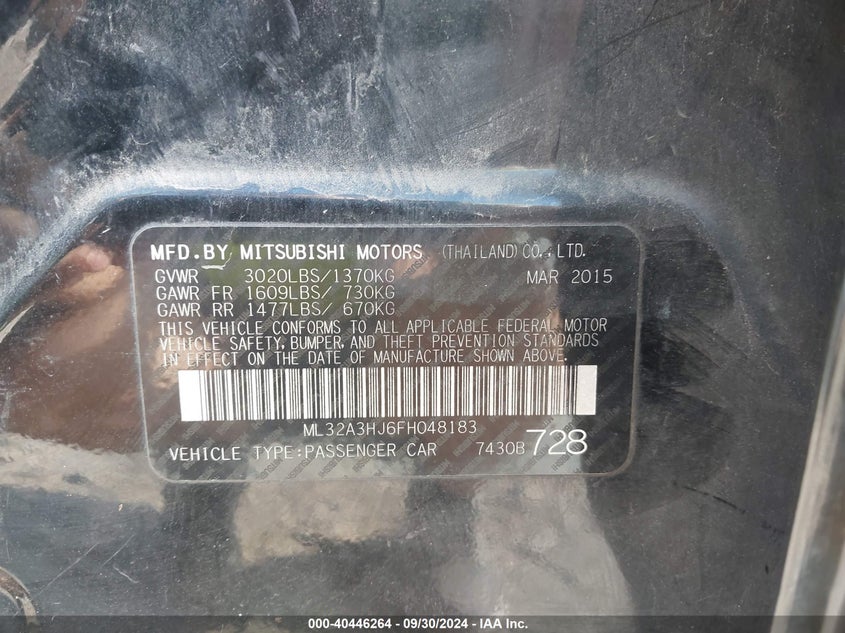 MFD.BY MITSUBISHI MOTORS (THAILAND) CO., LTD.
GVWR 3020LBS/1370KG MAR 2015
GAWR FR 1609LBS/ 730KG
GAWR RR 1477LBS/ 670KG
THIS VEHICLE CONFORMS TO ALL APPLICABLE FEDERAL MOTOR
VEHICLE SAFETY, BUMPER, AND THEFT PREVENTION STANDARDS
IN EFFECT ON THE DATE OF MANUFACTURE SHOWN ABOVE.
ML32A3HJ6FH048183
VEHICLE TYPE:PASSENGER CAR 7430B 728
000-40446264 - 09/30/2024 - IAA Inc.